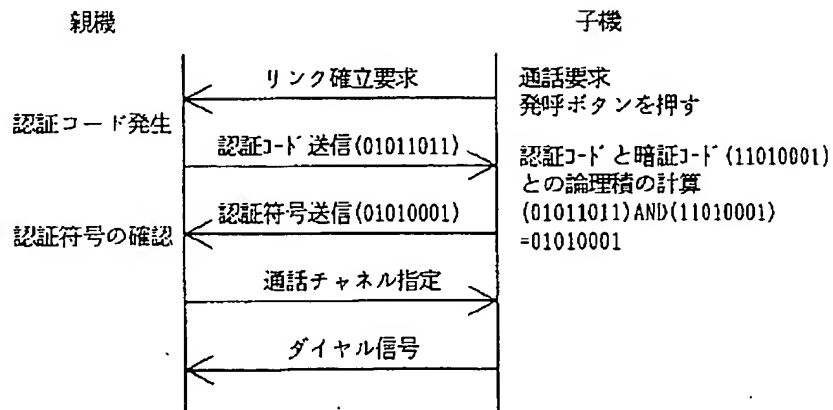 親機
子機
リンク確立要求
通話要求
発呼ボタンを押す
認証コード発生
認証ｺｰﾄﾞ送信(01011011)
認証ｺｰﾄﾞと暗証ｺｰﾄﾞ(11010001)
との論理積の計算
(01011011)AND(11010001)
=01010001
認証符号送信(01010001)
認証符号の確認
通話チャネル指定
ダイヤル信号